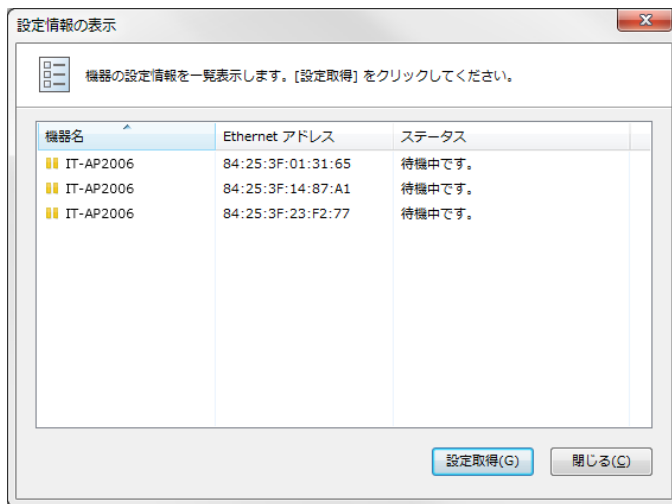 設定情報の表示
機器の設定情報を一覧表示します。[設定取得] をクリックしてください。
機器名 Ethernet アドレス ステータス
IT-AP2006 84:25:3F:01:31:65 待機中です。
IT-AP2006 84:25:3F:14:87:A1 待機中です。
IT-AP2006 84:25:3F:23:F2:77 待機中です。
設定取得(G) 閉じる(C)